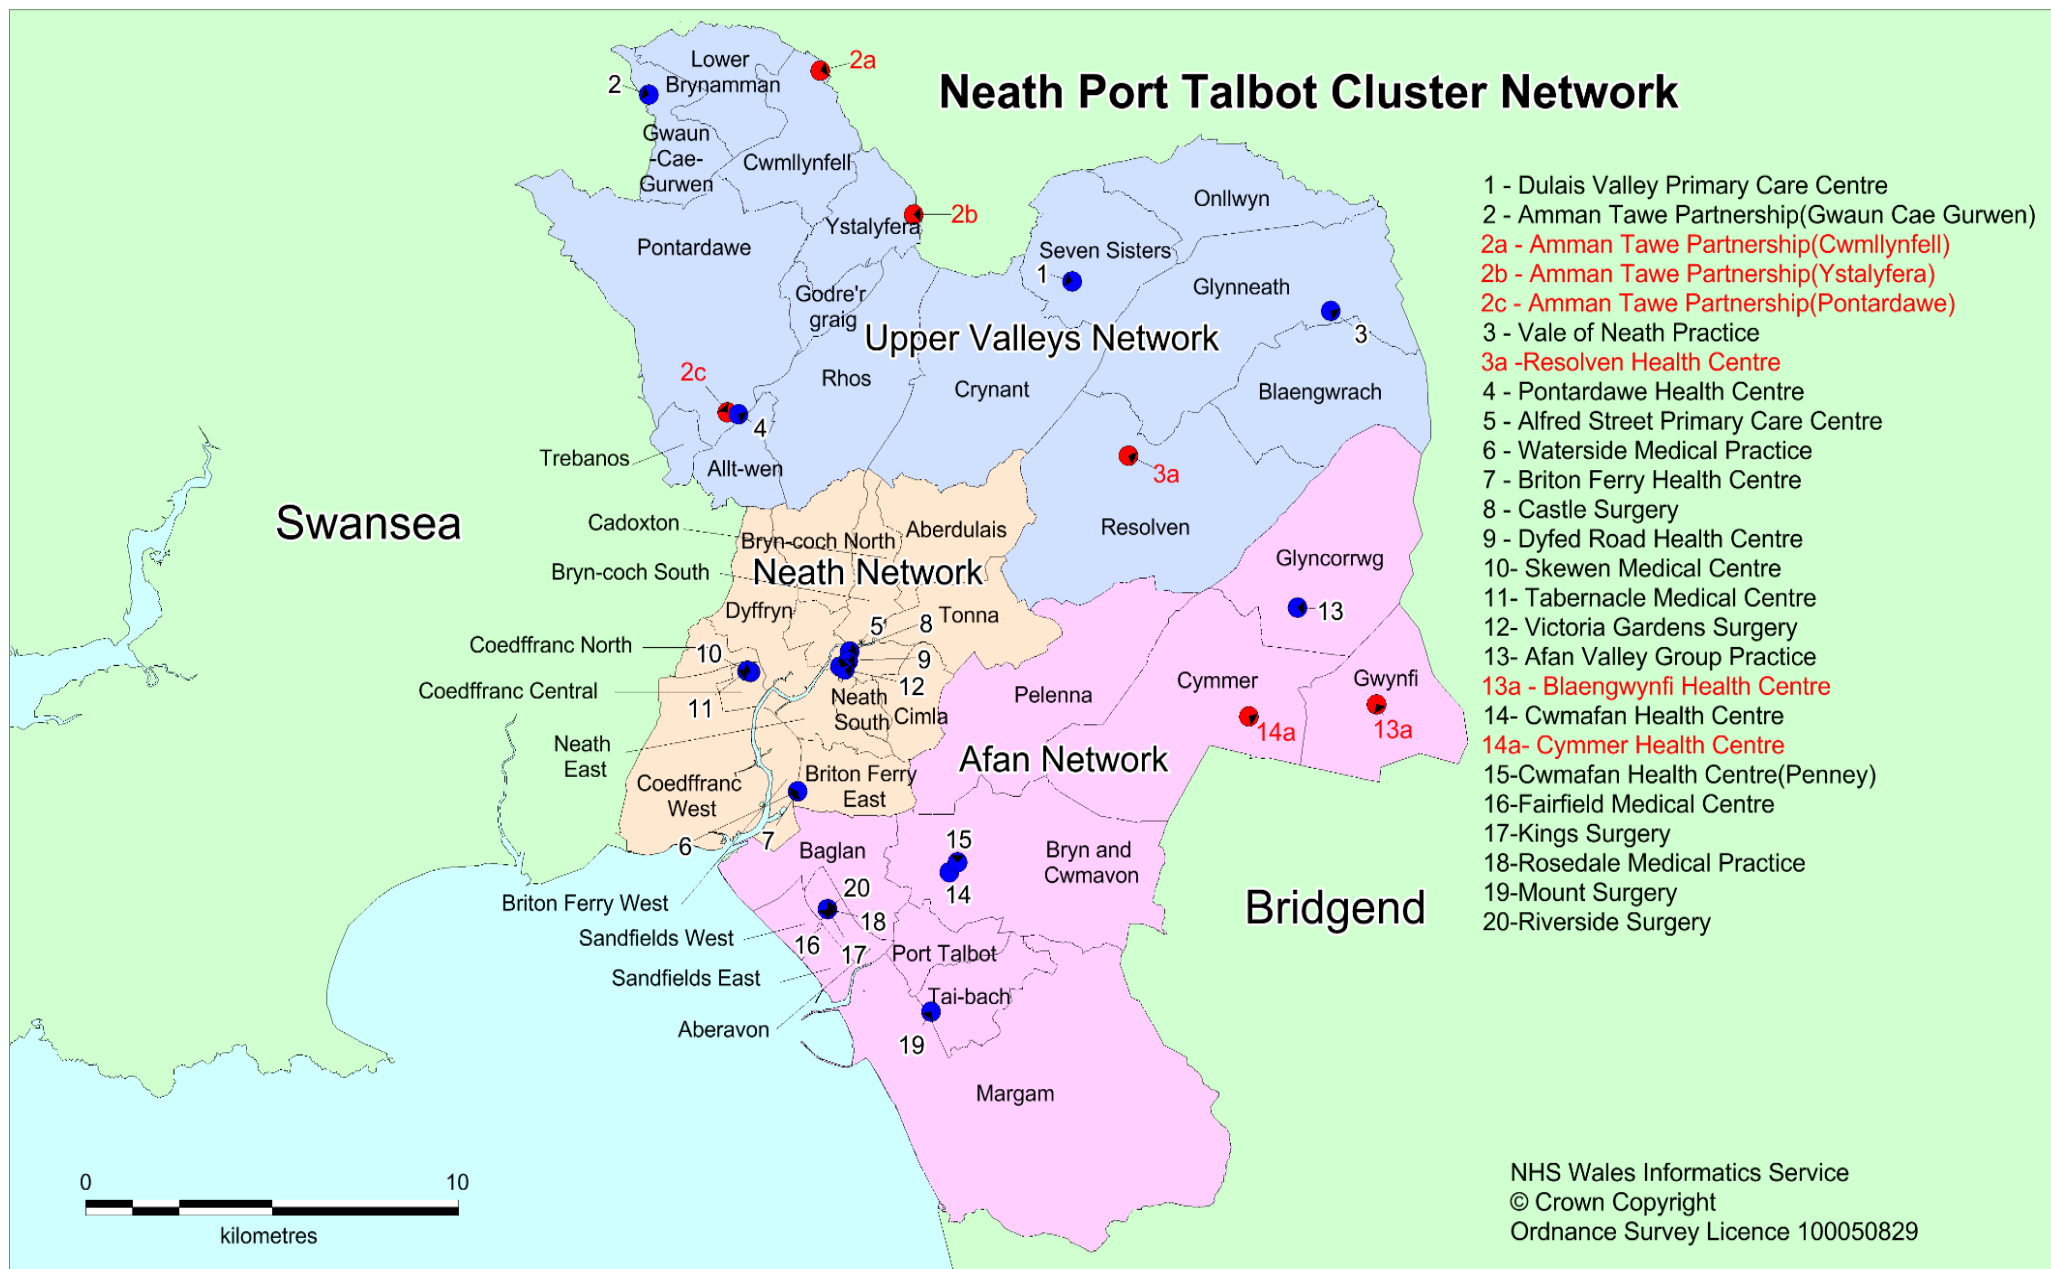 Neath Port Talbot Cluster Network
1 - Dulais Valley Primary Care Centre
2 - Amman Tawe Partnership(Gwaun Cae Gurwen)
2a - Amman Tawe Partnership(Cwmllynfell)
2b - Amman Tawe Partnership(Ystalyfera)
2c - Amman Tawe Partnership(Pontardawe)
3 - Vale of Neath Practice
3a -Resolven Health Centre
4 - Pontardawe Health Centre
5 - Alfred Street Primary Care Centre
6 - Waterside Medical Practice
7 - Briton Ferry Health Centre
8 - Castle Surgery
9 - Dyfed Road Health Centre
10- Skewen Medical Centre
11- Tabernacle Medical Centre
12- Victoria Gardens Surgery
13- Afan Valley Group Practice
13a - Blaengwynfi Health Centre
14- Cwmafan Health Centre
14a- Cymmer Health Centre
15-Cwmafan Health Centre(Penney)
16-Fairfield Medical Centre
17-Kings Surgery
18-Rosedale Medical Practice
19-Mount Surgery
20-Riverside Surgery
Lower
Brynamman
2
2a
Gwaun
-Cae-
Gurwen
Cwmllynfell
2b
Ystalyfera
Pontardawe
Godre'r
graig
Onllwyn
Seven Sisters
1
Glynneath
3
Upper Valleys Network
Rhos
Crynant
Blaengwrach
2c
4
Trebanos
Allt-wen
3a
Resolven
Swansea
Cadoxton
Bryn-coch North
Aberdulais
Bryn-coch South
Neath Network
Dyffryn
Tonna
5
8
9
12
Coedffranc North
10
Coedffranc Central
11
Neath
South
Cimla
Neath
East
Coedffranc
West
Briton Ferry
East
6
7
Briton Ferry West
Glyncorrwg
13
Pelenna
Cymmer
Gwynfi
14a
13a
Afan Network
15
14
Bryn and
Cwmavon
Baglan
20
18
16
17
Sandfields West
Sandfields East
Aberavon
Port Talbot
Tai-bach
19
Margam
Bridgend
0
10
kilometres
NHS Wales Informatics Service
© Crown Copyright
Ordnance Survey Licence 100050829